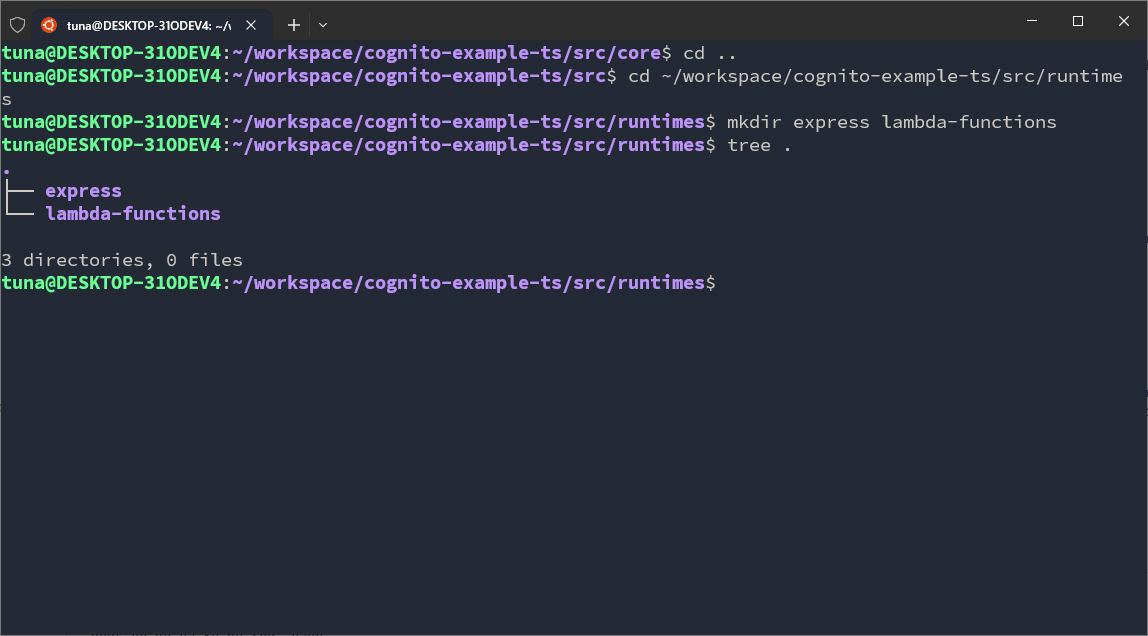 tuna@DESKTOP-31ODEV4: ~/v
tuna@DESKTOP-31ODEV4:~/workspace/cognito-example-ts/src/core$ cd ..
tuna@DESKTOP-31ODEV4:~/workspace/cognito-example-ts/src$ cd ~/workspace/cognito-example-ts/src/runtime
s
tuna@DESKTOP-31ODEV4:~/workspace/cognito-example-ts/src/runtimes$ mkdir express lambda-functions
tuna@DESKTOP-31ODEV4:~/workspace/cognito-example-ts/src/runtimes$ tree .
.
├── express
└── lambda-functions
3 directories, 0 files
tuna@DESKTOP-31ODEV4:~/workspace/cognito-example-ts/src/runtimes$